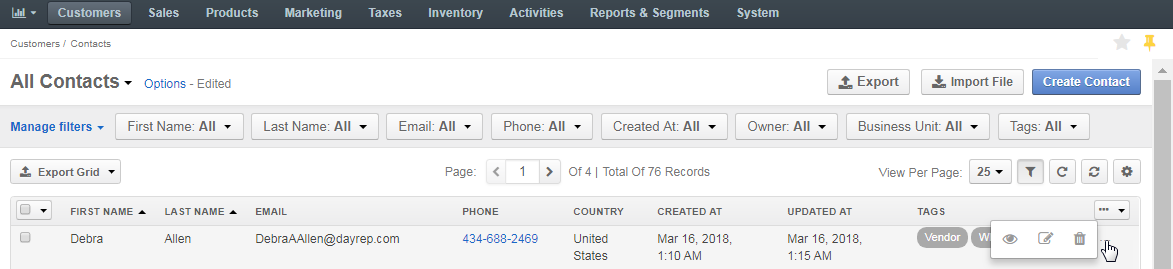 Customers Sales Products Marketing Taxes Inventory Activities Reports & Segments System
Customers / Contacts
All Contacts Options - Edited Export Import File Create Contact
Manage filters First Name: All Last Name: All Email: All Phone: All Created At: All Owner: All Business Unit: All Tags: All
Export Grid Page: 1 Of 4 | Total Of 76 Records View Per Page: 25
FIRST NAME LAST NAME EMAIL PHONE COUNTRY CREATED AT UPDATED AT TAGS
Debra Allen DebraAAllen@dayrep.com 434-688-2469 United Mar 16, 2018, Mar 16, 2018, Vendor
States 1:10 AM 1:15 AM